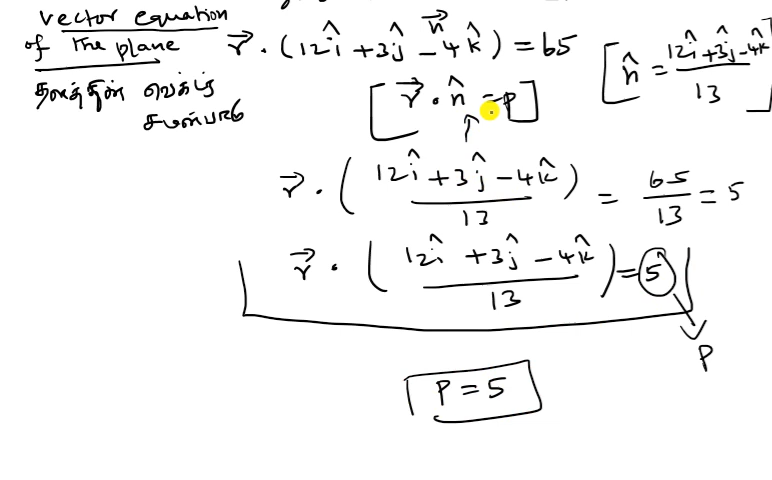 vector equation
of the plane r⃗ . (12î + 3ĵ - 4k̂) = 65
n⃗
தளத்தின் வெக்டர்
சமன்பாடு
[ r⃗ . n̂ = p ]
[ n̂ = (12î + 3ĵ - 4k̂)/13 ]
r⃗ . ( (12î + 3ĵ - 4k̂)/13 ) = 65/13 = 5
r⃗ . ( (12î + 3ĵ - 4k̂)/13 ) = 5
P
P = 5